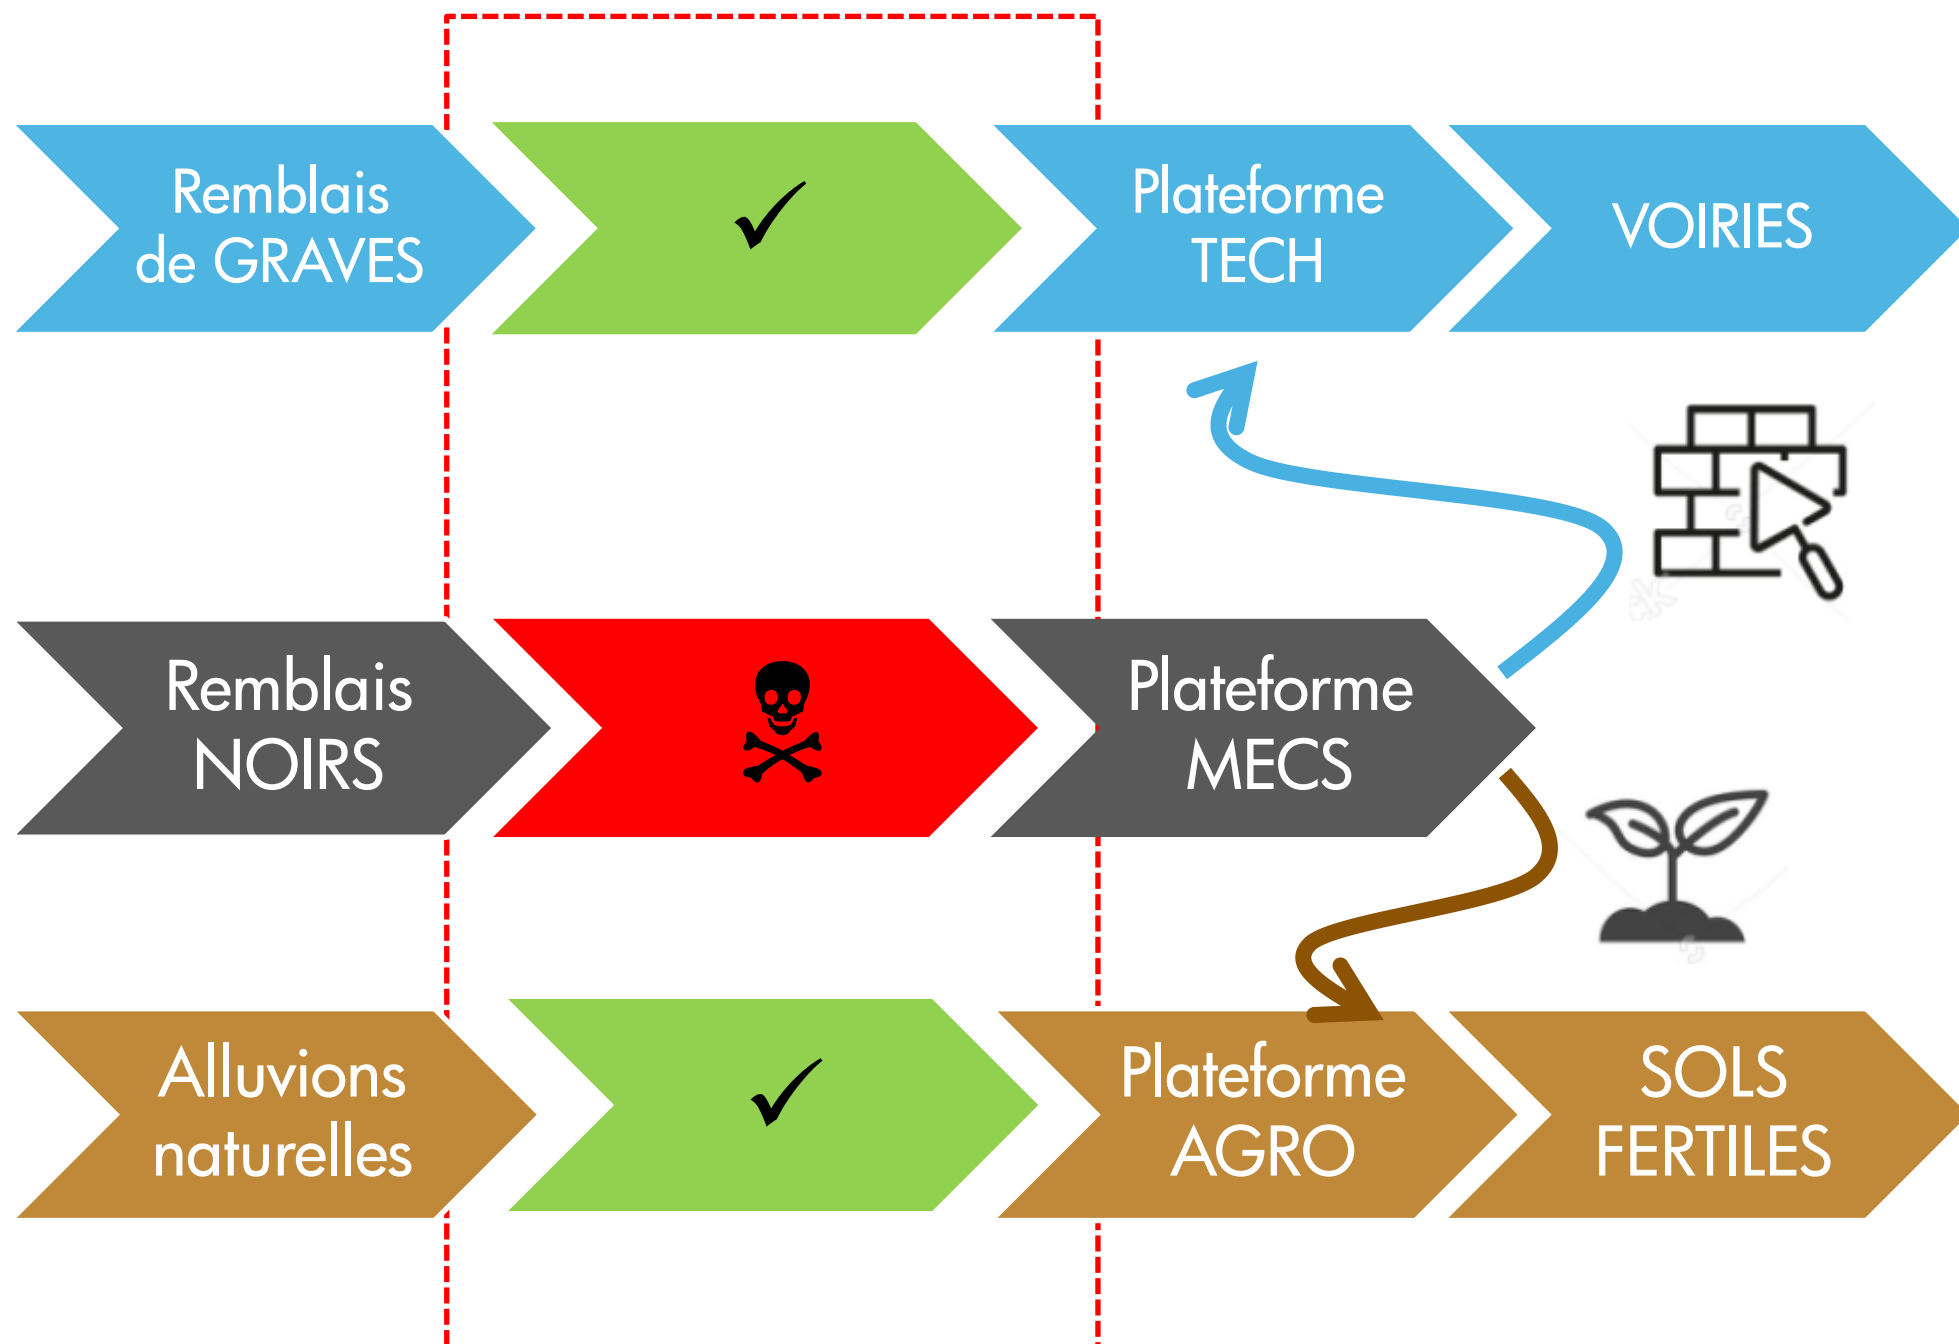 Remblais
de GRAVES
Plateforme
TECH
VOIRIES
Remblais
NOIRS
Plateforme
MECS
Alluvions
naturelles
Plateforme
AGRO
SOLS
FERTILES